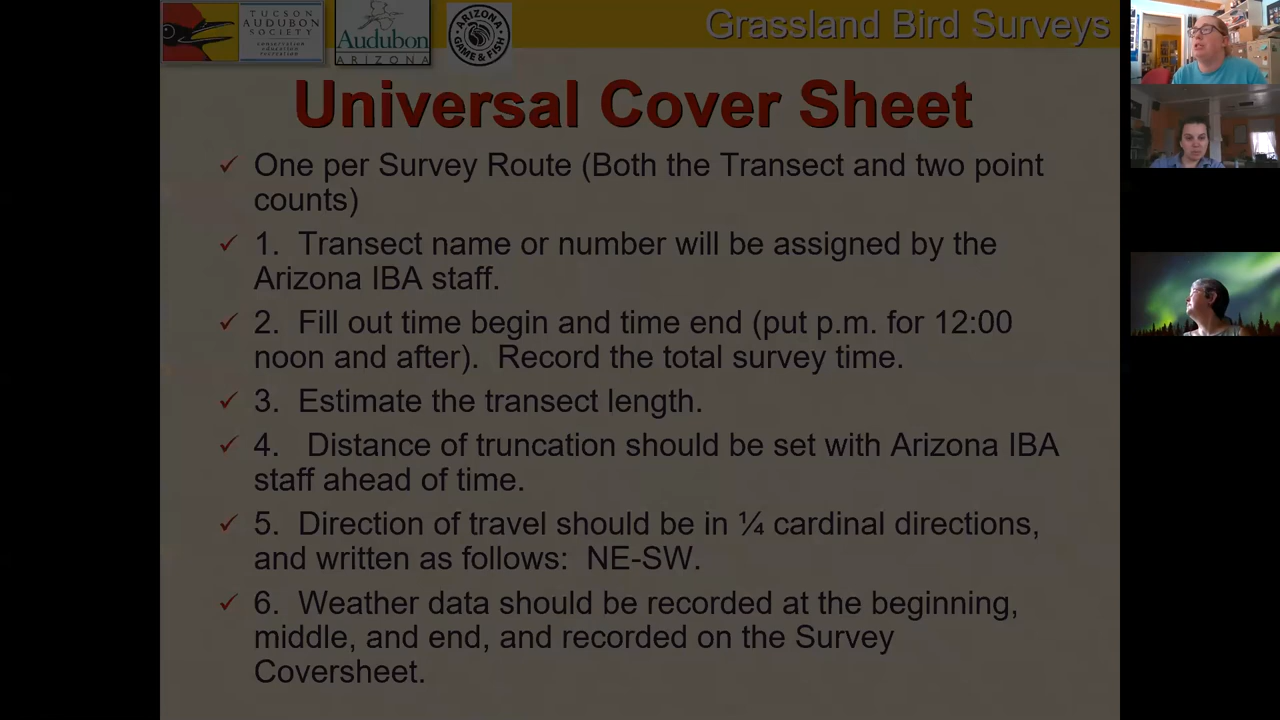 TUCSON
AUDUBON
SOCIETY
conservation
education
recreation
Audubon
ARIZONA
ARIZONA
GAME & FISH
Grassland Bird Surveys
Universal Cover Sheet
✓ One per Survey Route (Both the Transect and two point
counts)
✓ 1. Transect name or number will be assigned by the
Arizona IBA staff.
✓ 2. Fill out time begin and time end (put p.m. for 12:00
noon and after). Record the total survey time.
✓ 3. Estimate the transect length.
✓ 4. Distance of truncation should be set with Arizona IBA
staff ahead of time.
✓ 5. Direction of travel should be in ¼ cardinal directions,
and written as follows: NE-SW.
✓ 6. Weather data should be recorded at the beginning,
middle, and end, and recorded on the Survey
Coversheet.